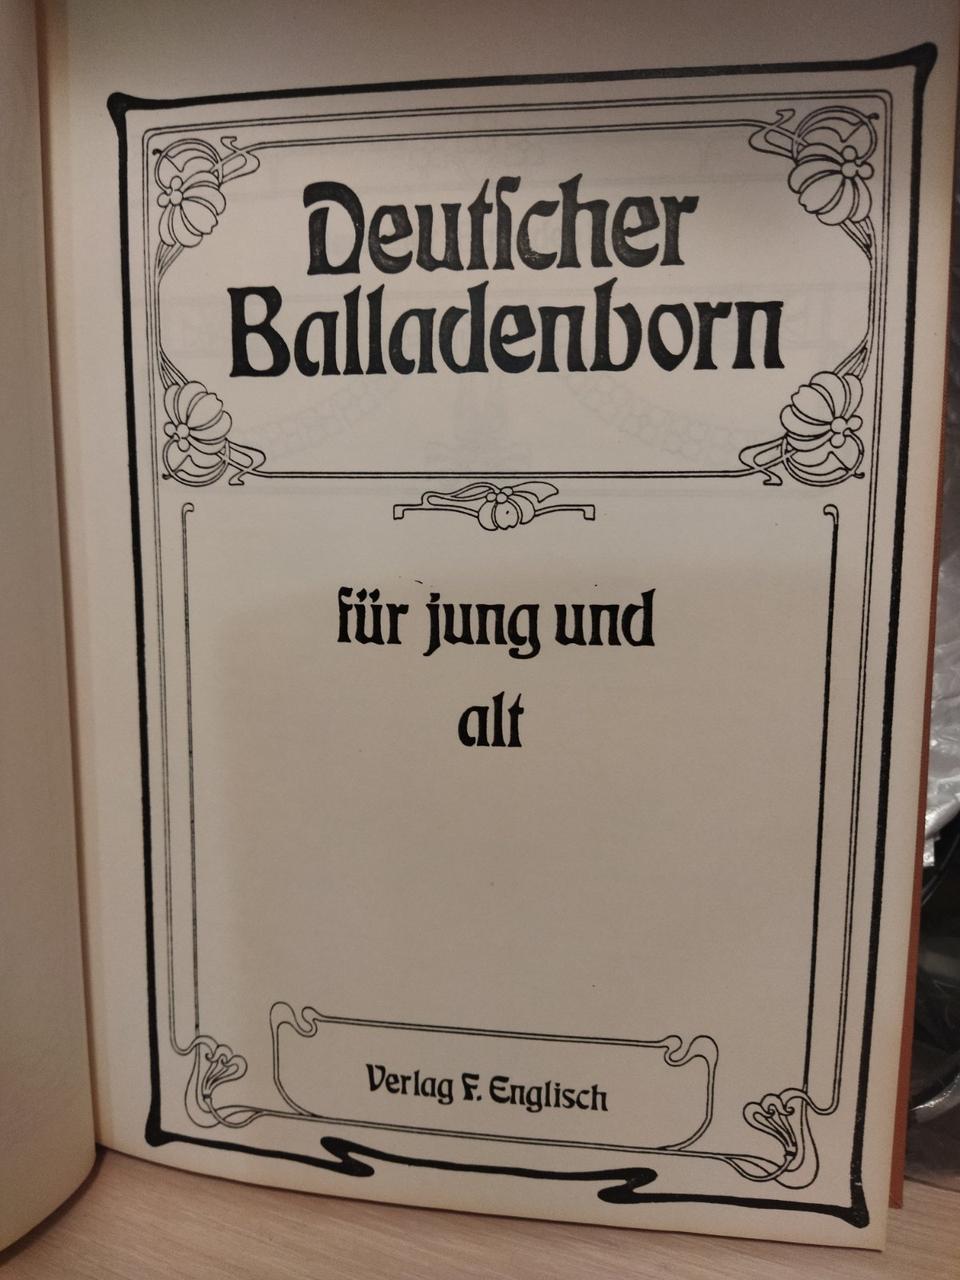 Deutſcher
Balladenborn
für jung und
alt
Verlag F. Englisch